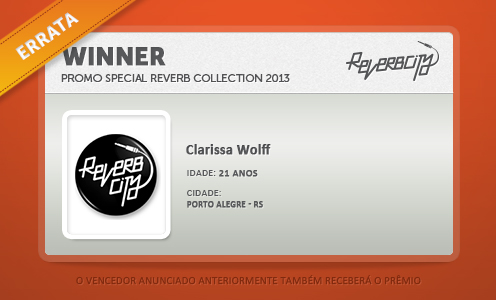 ERRATA
WINNER
PROMO SPECIAL REVERB COLLECTION 2013
REVERBCITY
REVERB
CITY
Clarissa Wolff
IDADE: 21 ANOS
CIDADE:
PORTO ALEGRE - RS
O VENCEDOR ANUNCIADO ANTERIORMENTE TAMBÉM RECEBERÁ O PRÊMIO